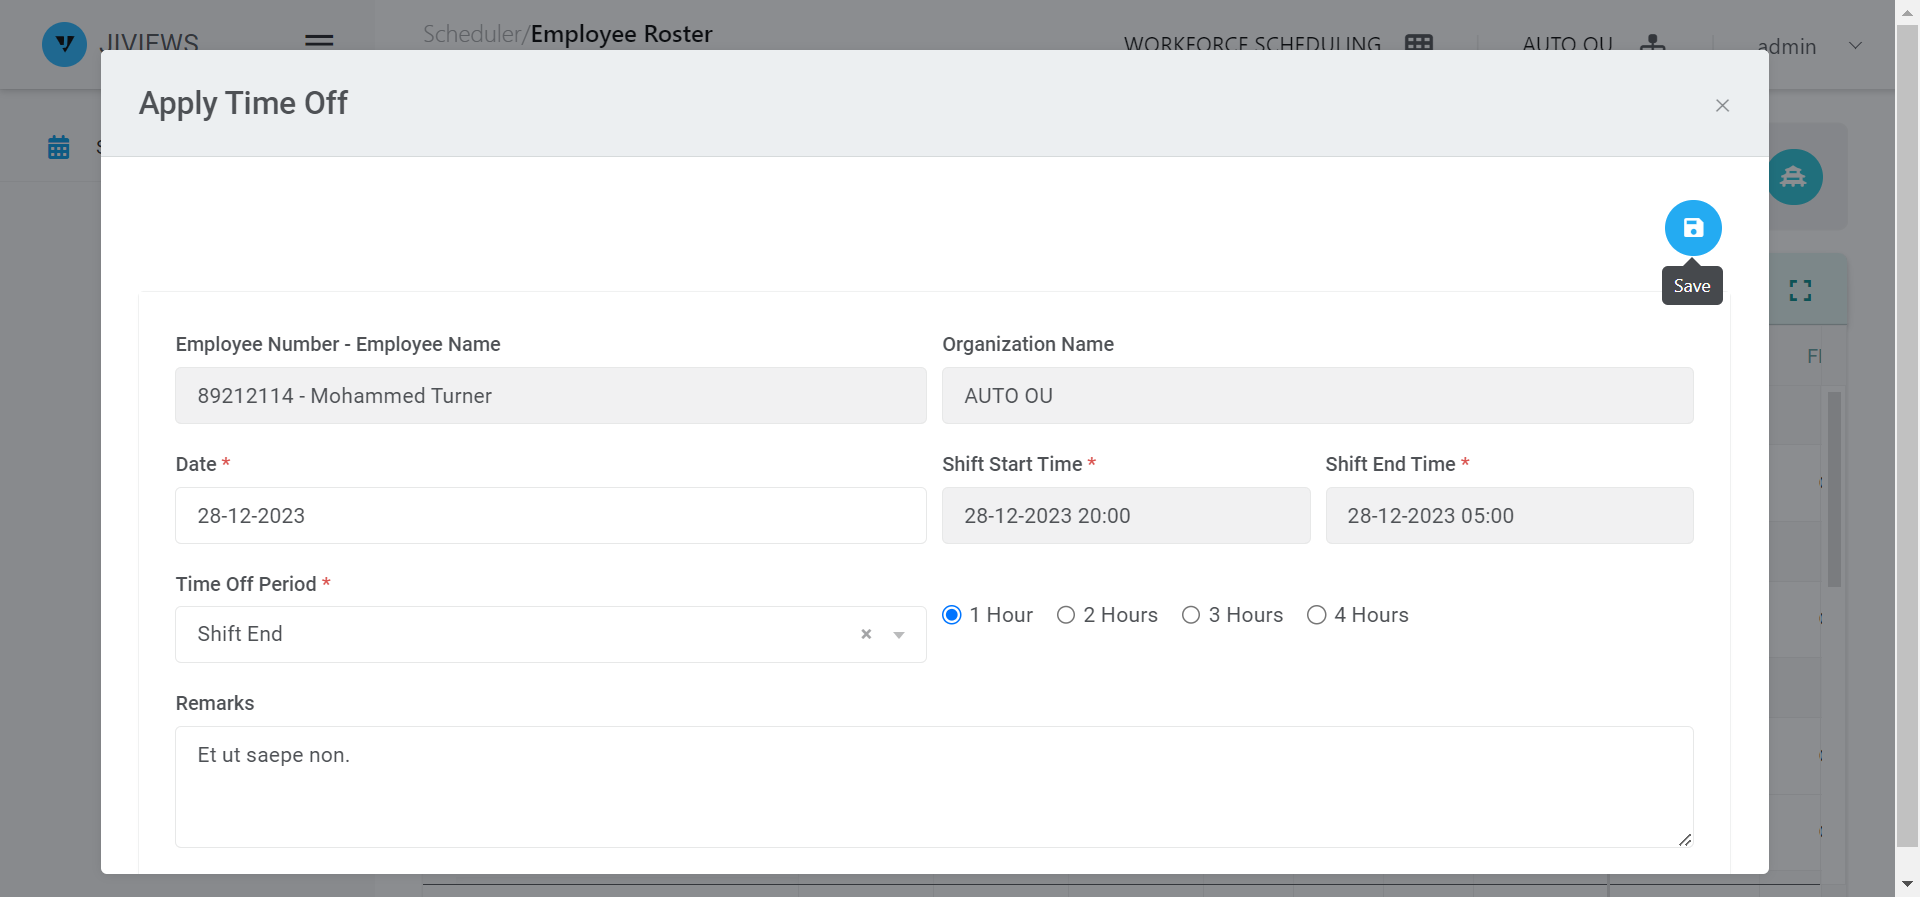 JIVIEWS
Scheduler/Employee Roster
WORKFORCE SCHEDULING
AUTO OU
admin
Apply Time Off
×
Save
Employee Number - Employee Name
Organization Name
89212114 - Mohammed Turner
AUTO OU
Date *
Shift Start Time *
Shift End Time *
28-12-2023
28-12-2023 20:00
28-12-2023 05:00
Time Off Period *
Shift End
×
1 Hour
2 Hours
3 Hours
4 Hours
Remarks
Et ut saepe non.